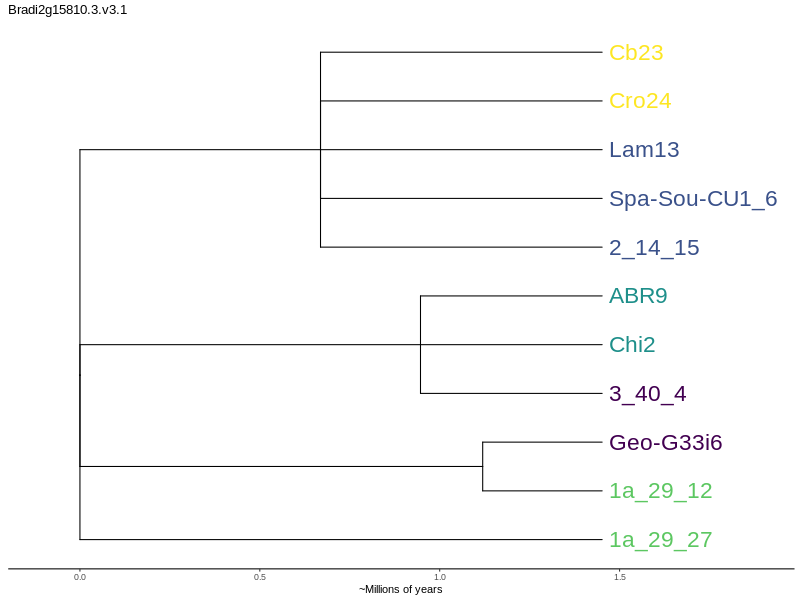 Bradi2g15810.3.v3.1
Cb23
Cro24
Lam13
Spa-Sou-CU1_6
2_14_15
ABR9
Chi2
3_40_4
Geo-G33i6
1a_29_12
1a_29_27
0.0 0.5 1.0 1.5
~Millions of years